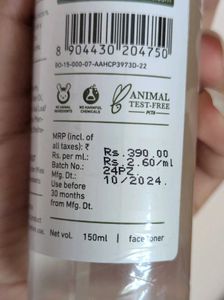 8 904430 204750
BO-15-000-07-AAHCP3973D-22
NO ANIMAL INGREDIENTS
NO HARMFUL CHEMICALS
ANIMAL TEST-FREE
PETA
MRP (incl. of all taxes): ₹ Rs. 390.00
Rs. per ml.: Rs. 2.60/ml
Batch No.: 24PZ
Mfg. Dt.: 10/2024.
Use before 30 months from Mfg. Dt.
Net vol. 150ml | face toner